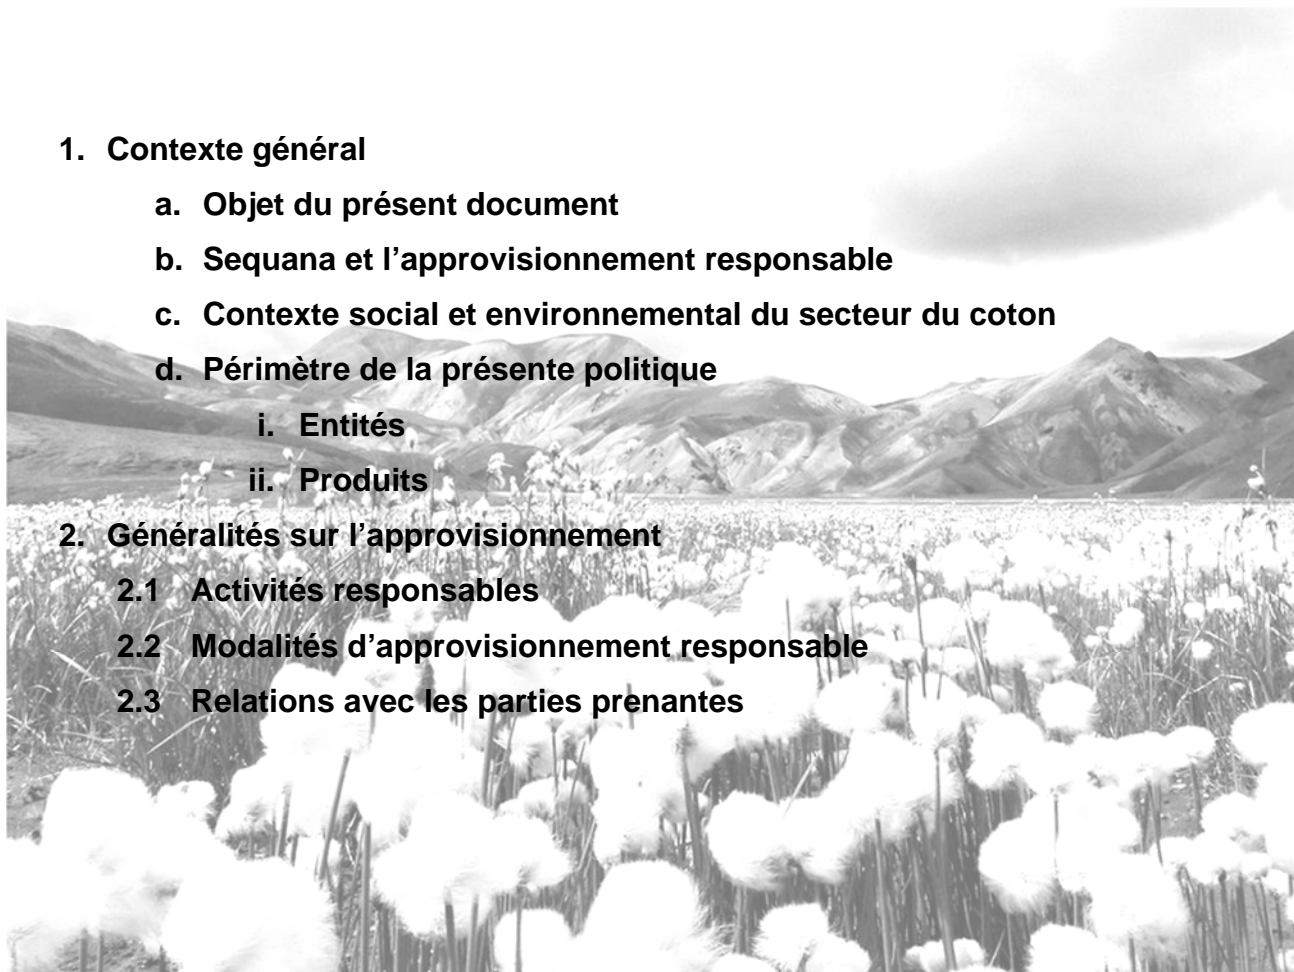 1. Contexte général
a. Objet du présent document
b. Sequana et l’approvisionnement responsable
c. Contexte social et environnemental du secteur du coton
d. Périmètre de la présente politique
i. Entités
ii. Produits
2. Généralités sur l’approvisionnement
2.1 Activités responsables
2.2 Modalités d’approvisionnement responsable
2.3 Relations avec les parties prenantes